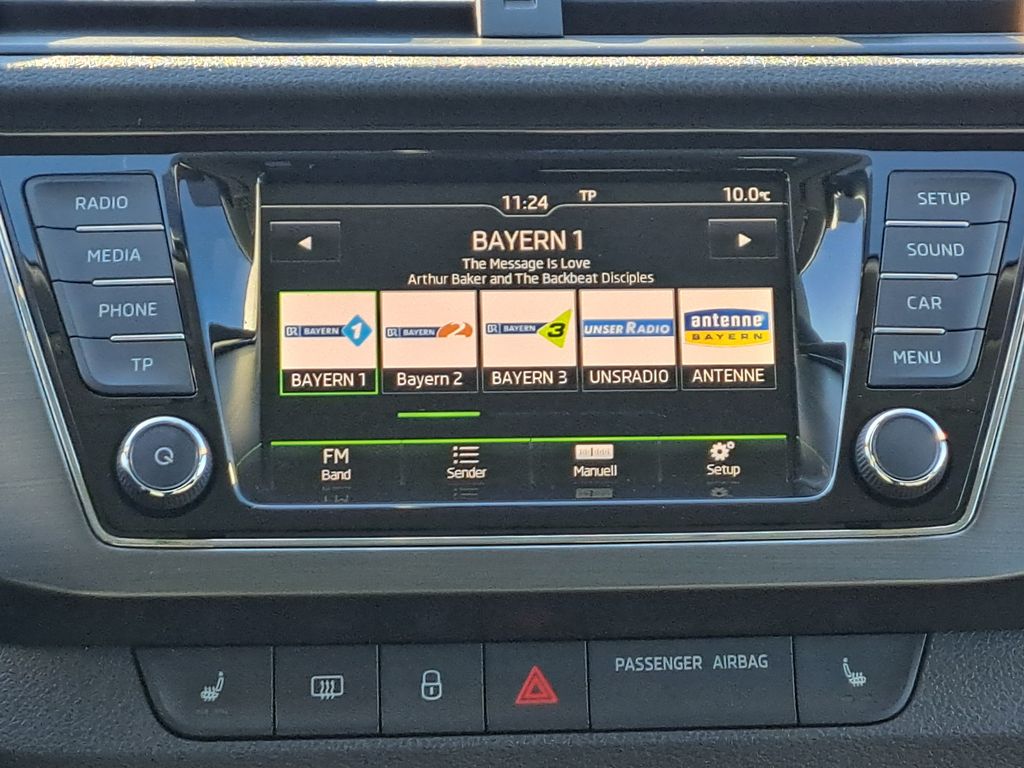 11:24 TP 10.0°C
RADIO
MEDIA
PHONE
TP
BAYERN 1
The Message Is Love
Arthur Baker and The Backbeat Disciples
BR BAYERN 1
BR BAYERN 2
BR BAYERN 3
UNSER RADIO
antenne
BAYERN
BAYERN 1
Bayern 2
BAYERN 3
UNSRADIO
ANTENNE
FM
Band
Sender
Manuell
Setup
SETUP
SOUND
CAR
MENU
PASSENGER AIRBAG